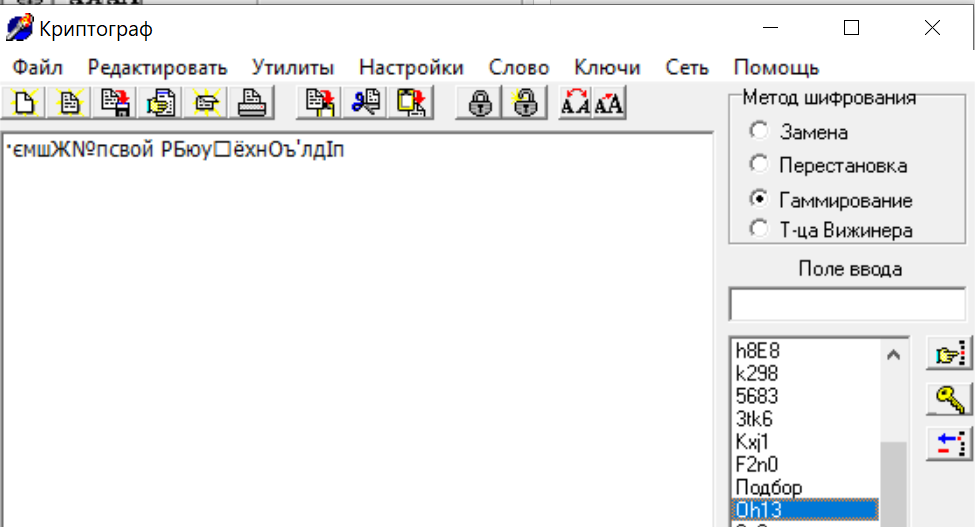 Криптограф
Файл Редактировать Утилиты Настройки Слово Ключи Сеть Помощь
·ємшЖ№псвой РБюу□ёхнОъ'лдІп
Метод шифрования
Замена
Перестановка
Гаммирование
Т-ца Вижинера
Поле ввода
h8E8
k298
5683
3tk6
Kxj1
F2n0
Подбор
Oh13